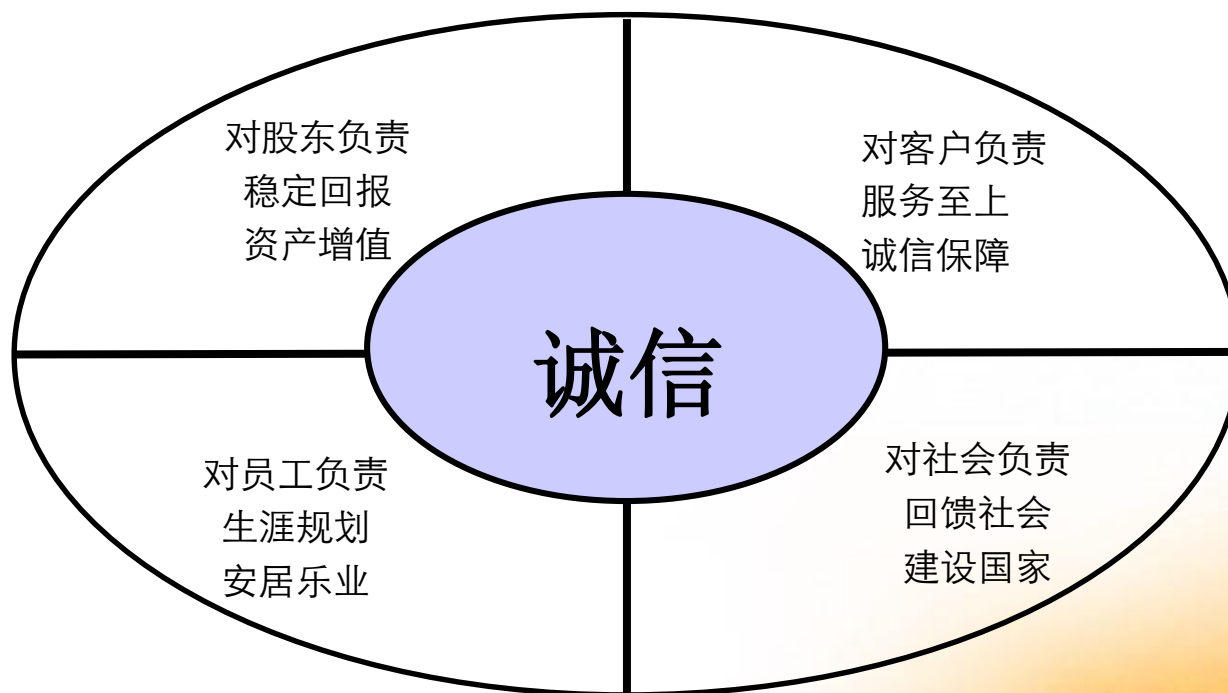 对股东负责
稳定回报
资产增值
对客户负责
服务至上
诚信保障
诚信
对员工负责
生涯规划
安居乐业
对社会负责
回馈社会
建设国家